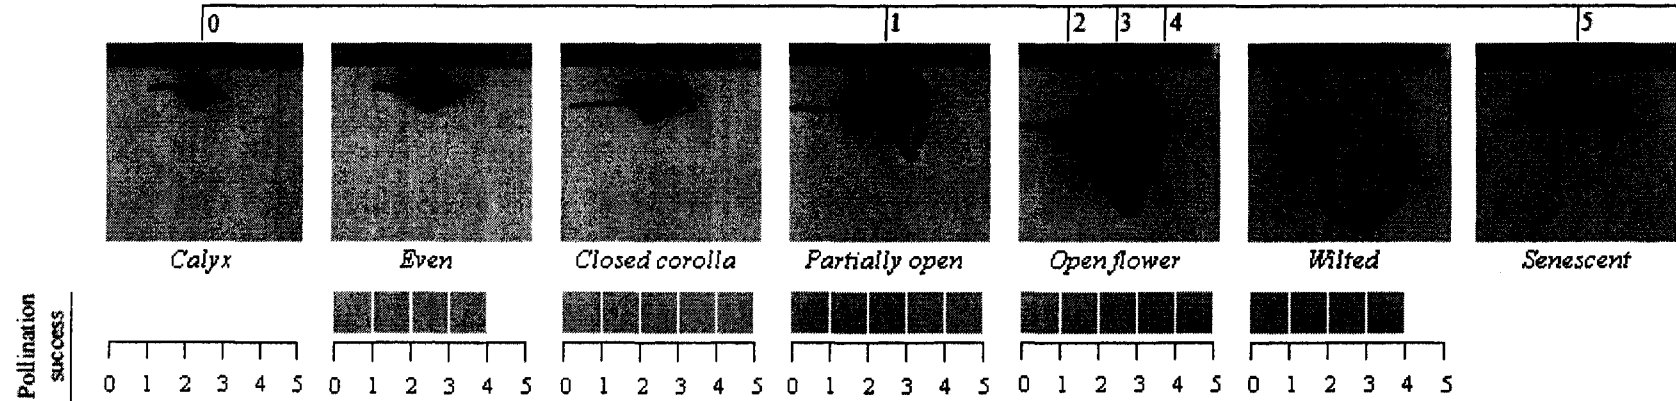 0 1 2 3 4 5
Calyx Even Closed corolla Partially open Open flower Wilted Senescent
Pollination
success
0 1 2 3 4 5 0 1 2 3 4 5 0 1 2 3 4 5 0 1 2 3 4 5 0 1 2 3 4 5 0 1 2 3 4 5